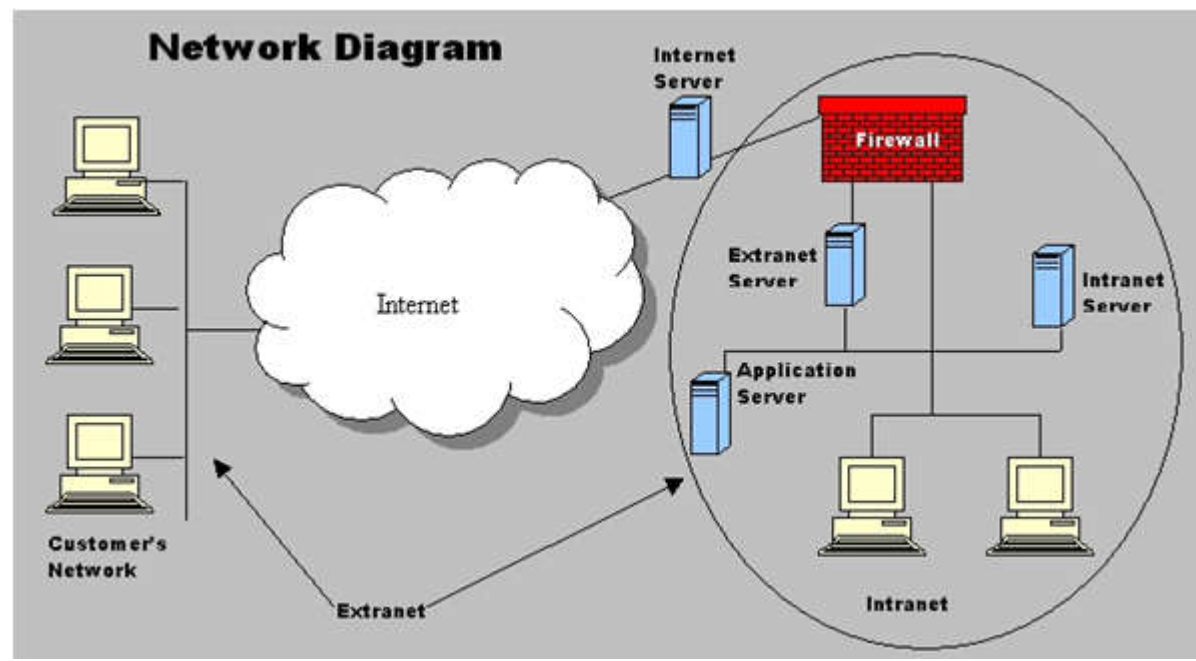 Network Diagram
Internet
Server
Firewall
Extranet
Server
Intranet
Server
Internet
Application
Server
Customer's
Network
Extranet
Intranet